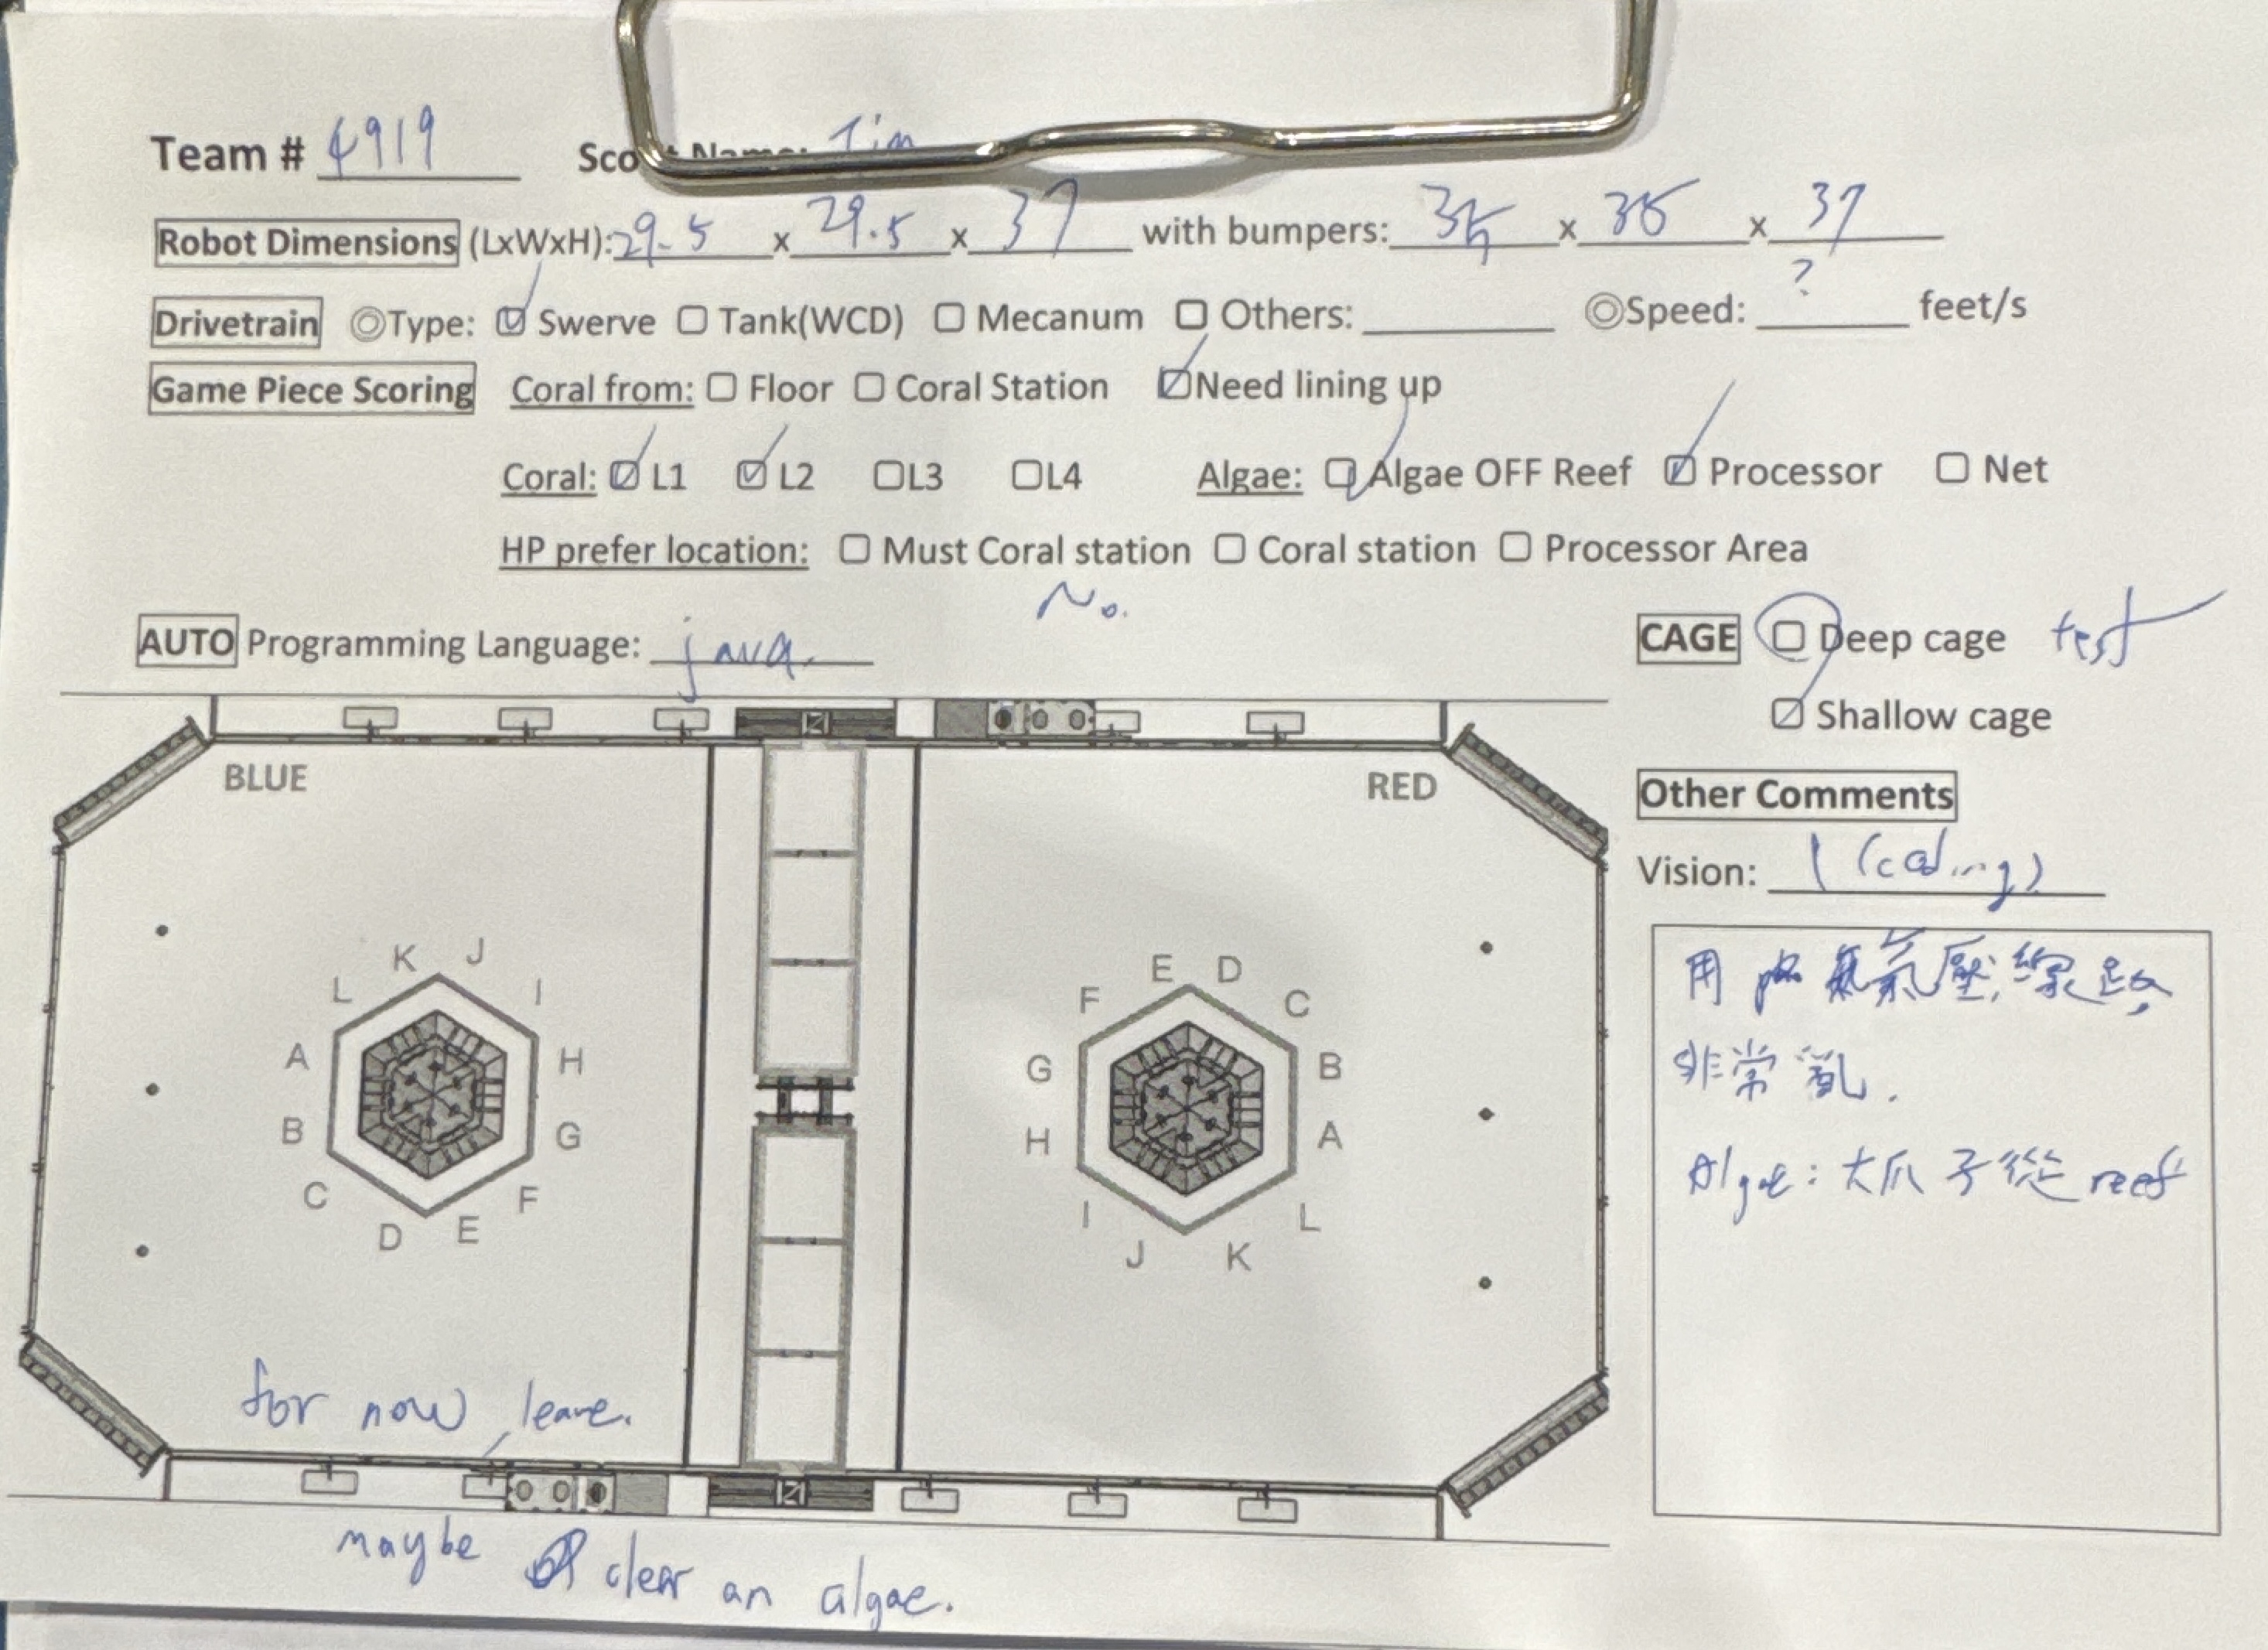 Team # 4919 Scout Name: Tim
Robot Dimensions (LxWxH): 29.5 x 29.5 x 37 with bumpers: 35 x 35 x 37
Drivetrain ◎Type: ☑ Swerve ☐ Tank(WCD) ☐ Mecanum ☐ Others: ◎Speed: ? feet/s
Game Piece Scoring Coral from: ☐ Floor ☐ Coral Station ☑Need lining up
Coral: ☑ L1 ☑ L2 ☐L3 ☐L4 Algae: ☑ Algae OFF Reef ☑ Processor ☐ Net
HP prefer location: ☐ Must Coral station ☐ Coral station ☐ Processor Area
No.
AUTO Programming Language: java.
CAGE ☐ Deep cage test
☑ Shallow cage
BLUE
RED
Other Comments
Vision: 1 (coding)
K J
L I
A H
B G
C F
D E
E D
F C
G B
H A
I L
J K
用 氣壓,線路
非常亂.
Algae: 大爪子從 reef
for now leave.
maybe clear an algae.